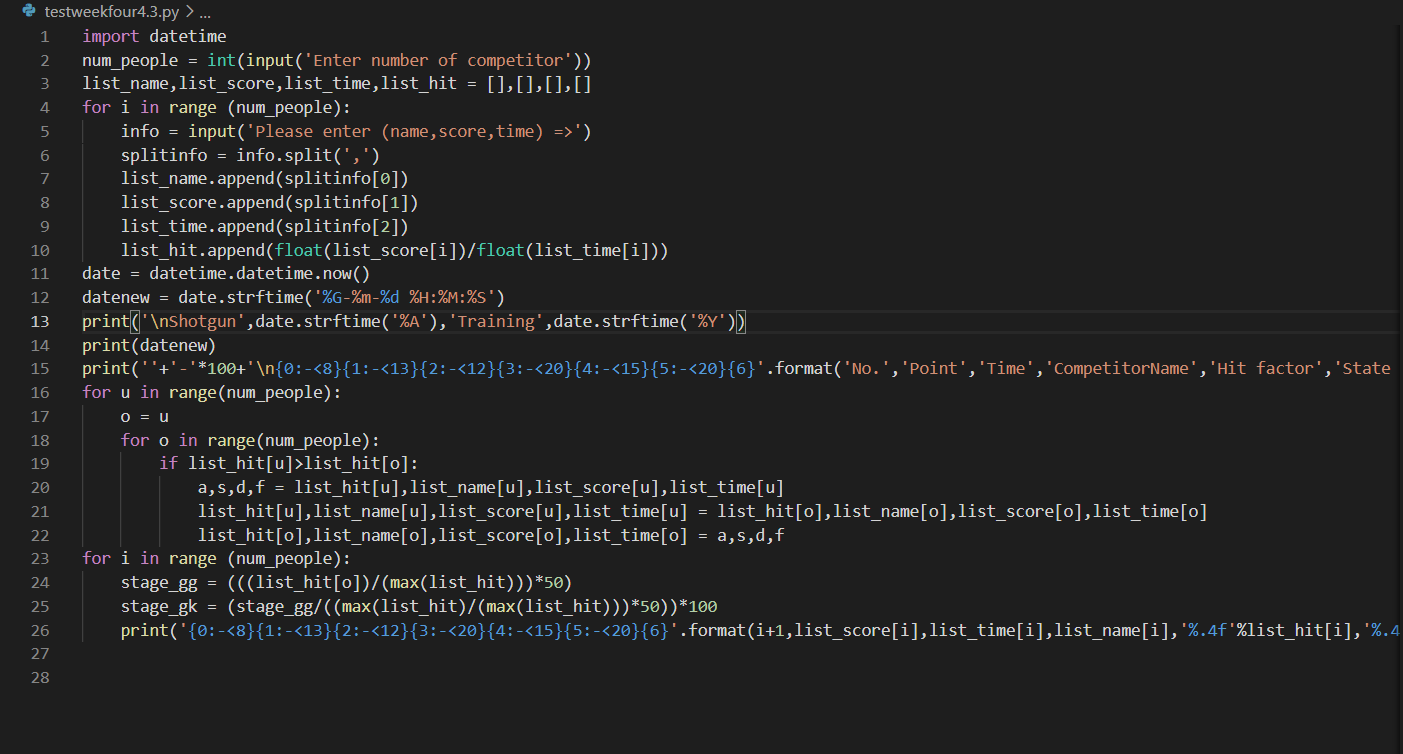 testweekfour4.3.py > ...
1 import datetime
2 num_people = int(input('Enter number of competitor'))
3 list_name,list_score,list_time,list_hit = [],[],[],[]
4 for i in range (num_people):
5     info = input('Please enter (name,score,time) =>')
6     splitinfo = info.split(',')
7     list_name.append(splitinfo[0])
8     list_score.append(splitinfo[1])
9     list_time.append(splitinfo[2])
10     list_hit.append(float(list_score[i])/float(list_time[i]))
11 date = datetime.datetime.now()
12 datenew = date.strftime('%G-%m-%d %H:%M:%S')
13 print('\nShotgun',date.strftime('%A'),'Training',date.strftime('%Y'))
14 print(datenew)
15 print(''+'-'*100+'\n{0:-<8}{1:-<13}{2:-<12}{3:-<20}{4:-<15}{5:-<20}{6}'.format('No.','Point','Time','CompetitorName','Hit factor','State
16 for u in range(num_people):
17     o = u
18     for o in range(num_people):
19         if list_hit[u]>list_hit[o]:
20             a,s,d,f = list_hit[u],list_name[u],list_score[u],list_time[u]
21             list_hit[u],list_name[u],list_score[u],list_time[u] = list_hit[o],list_name[o],list_score[o],list_time[o]
22             list_hit[o],list_name[o],list_score[o],list_time[o] = a,s,d,f
23 for i in range (num_people):
24     stage_gg = (((list_hit[o])/(max(list_hit)))*50)
25     stage_gk = (stage_gg/((max(list_hit)/(max(list_hit)))*50))*100
26     print('{0:-<8}{1:-<13}{2:-<12}{3:-<20}{4:-<15}{5:-<20}{6}'.format(i+1,list_score[i],list_time[i],list_name[i],'%.4f'%list_hit[i],'%.4
27
28